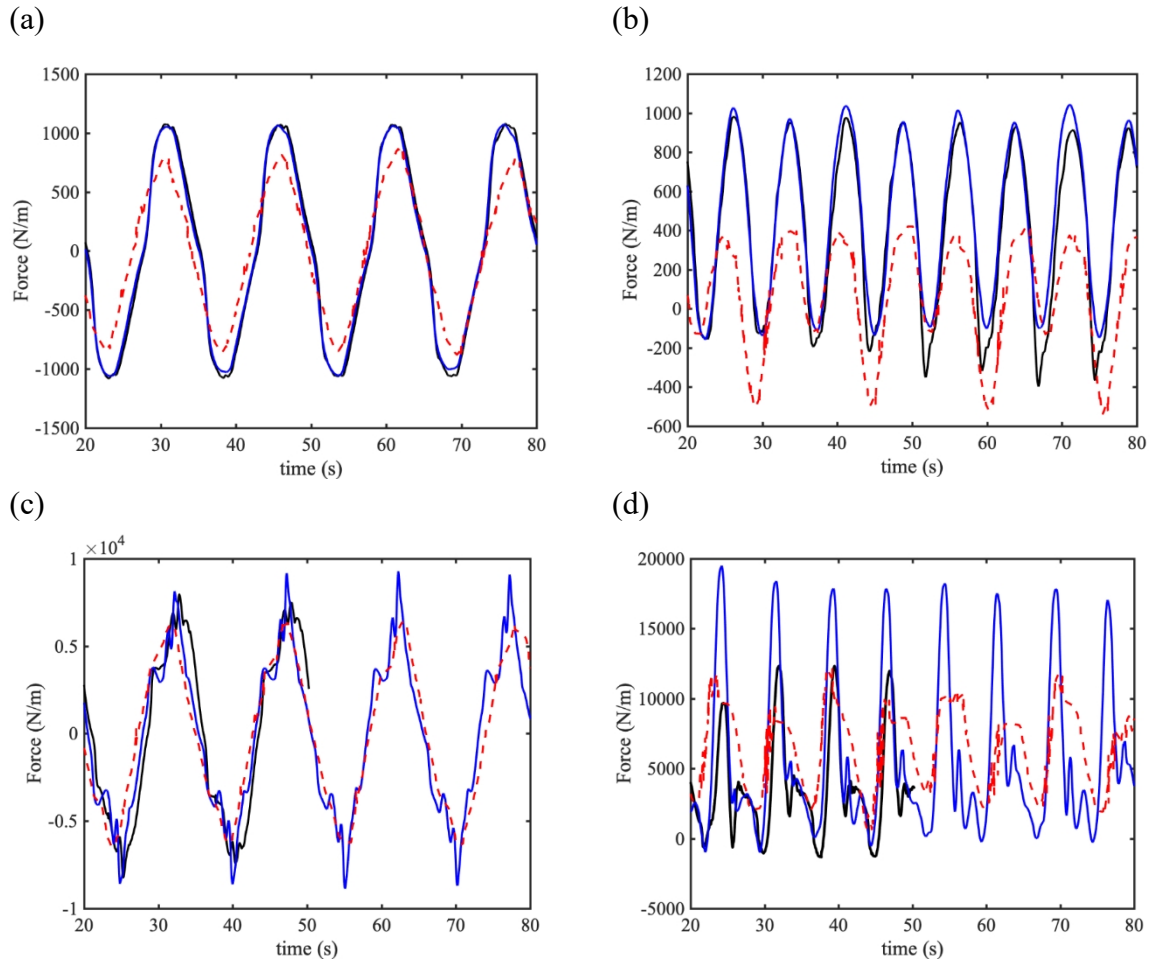 (a)
(b)
1500
1000
500
0
-500
-1000
-1500
Force (N/m)
20 30 40 50 60 70 80
time (s)
1200
1000
800
600
400
200
0
-200
-400
-600
Force (N/m)
20 30 40 50 60 70 80
time (s)
(c)
(d)
×10⁴
1
0.5
0
-0.5
-1
Force (N/m)
20 30 40 50 60 70 80
time (s)
20000
15000
10000
5000
0
-5000
Force (N/m)
20 30 40 50 60 70 80
time (s)